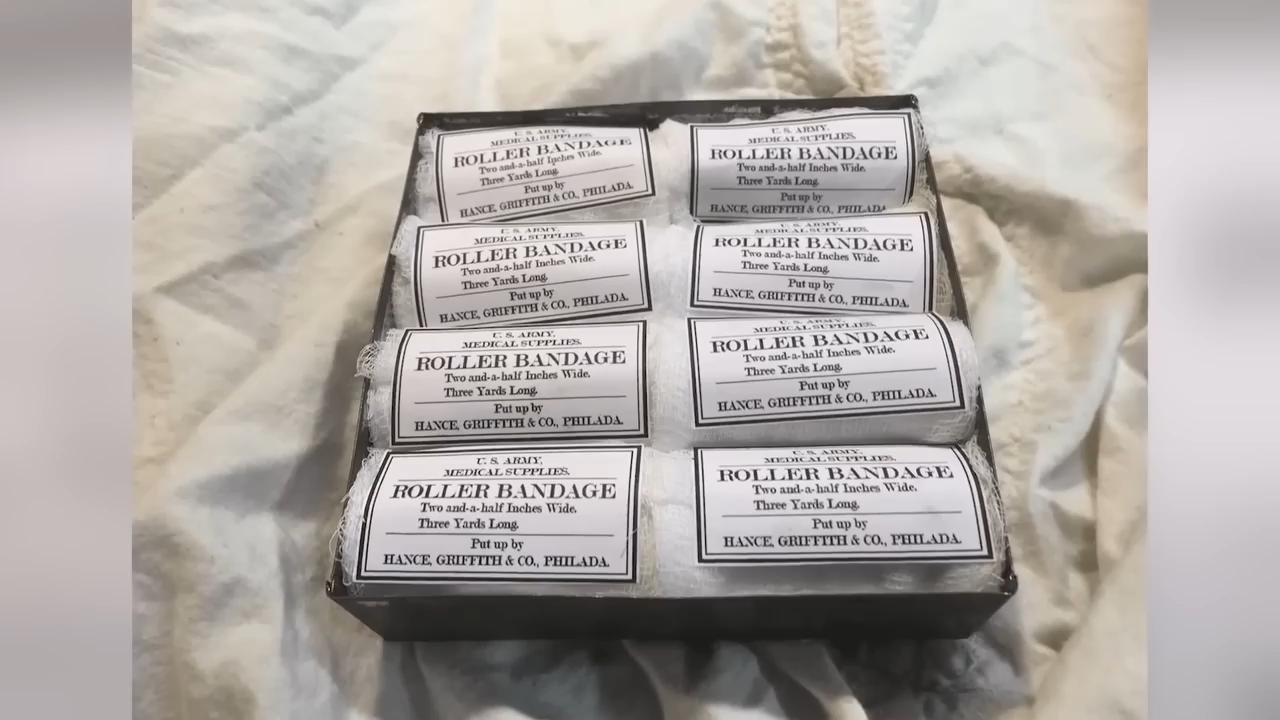 U. S. ARMY,
MEDICAL SUPPLIES.
ROLLER BANDAGE
Two and-a-half Inches Wide.
Three Yards Long.
Put up by
HANCE, GRIFFITH & CO., PHILADA.
U. S. ARMY,
MEDICAL SUPPLIES.
ROLLER BANDAGE
Two and-a-half Inches Wide.
Three Yards Long.
Put up by
HANCE, GRIFFITH & CO., PHILADA.
U. S. ARMY,
MEDICAL SUPPLIES.
ROLLER BANDAGE
Two and-a-half Inches Wide.
Three Yards Long.
Put up by
HANCE, GRIFFITH & CO., PHILADA.
U. S. ARMY,
MEDICAL SUPPLIES.
ROLLER BANDAGE
Two and-a-half Inches Wide.
Three Yards Long.
Put up by
HANCE, GRIFFITH & CO., PHILADA.
U. S. ARMY,
MEDICAL SUPPLIES.
ROLLER BANDAGE
Two and-a-half Inches Wide.
Three Yards Long.
Put up by
HANCE, GRIFFITH & CO., PHILADA.
U. S. ARMY,
MEDICAL SUPPLIES.
ROLLER BANDAGE
Two and-a-half Inches Wide.
Three Yards Long.
Put up by
HANCE, GRIFFITH & CO., PHILADA.
U. S. ARMY,
MEDICAL SUPPLIES.
ROLLER BANDAGE
Two and-a-half Inches Wide.
Three Yards Long.
Put up by
HANCE, GRIFFITH & CO., PHILADA.
U. S. ARMY,
MEDICAL SUPPLIES.
ROLLER BANDAGE
Two and-a-half Inches Wide.
Three Yards Long.
Put up by
HANCE, GRIFFITH & CO., PHILADA.